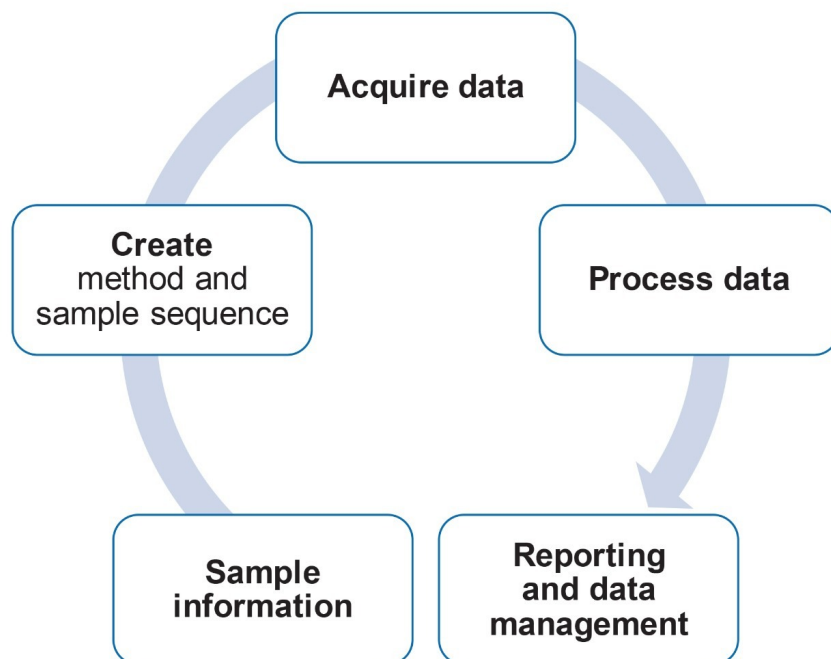 Acquire data
Create
method and
sample sequence
Process data
Sample
information
Reporting
and data
management